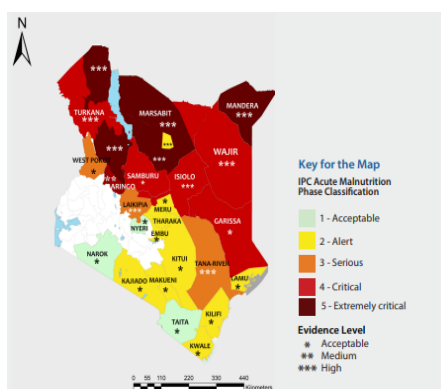 N
***
MANDERA
***
MARSABIT
***
TURKANA
***
***
***
***
WAJIR
***
WEST POKOT
*
**
BARINGO
SAMBURU
*
ISIOLO
***
LAIKIPIA
***
MERU
*
GARISSA
*
THARAKA
*
NYERI
*
EMBU
*
NAROK
*
KITUI
*
TANA RIVER
***
LAMU
*
KAJIADO
*
MAKUENI
*
KILIFI
*
TAITA
*
KWALE
*
Key for the Map
IPC Acute Malnutrition
Phase Classification
1 - Acceptable
2 - Alert
3 - Serious
4 - Critical
5 - Extremely critical
Evidence Level
* Acceptable
** Medium
*** High
0 55 110 220 330 440
Kilometers